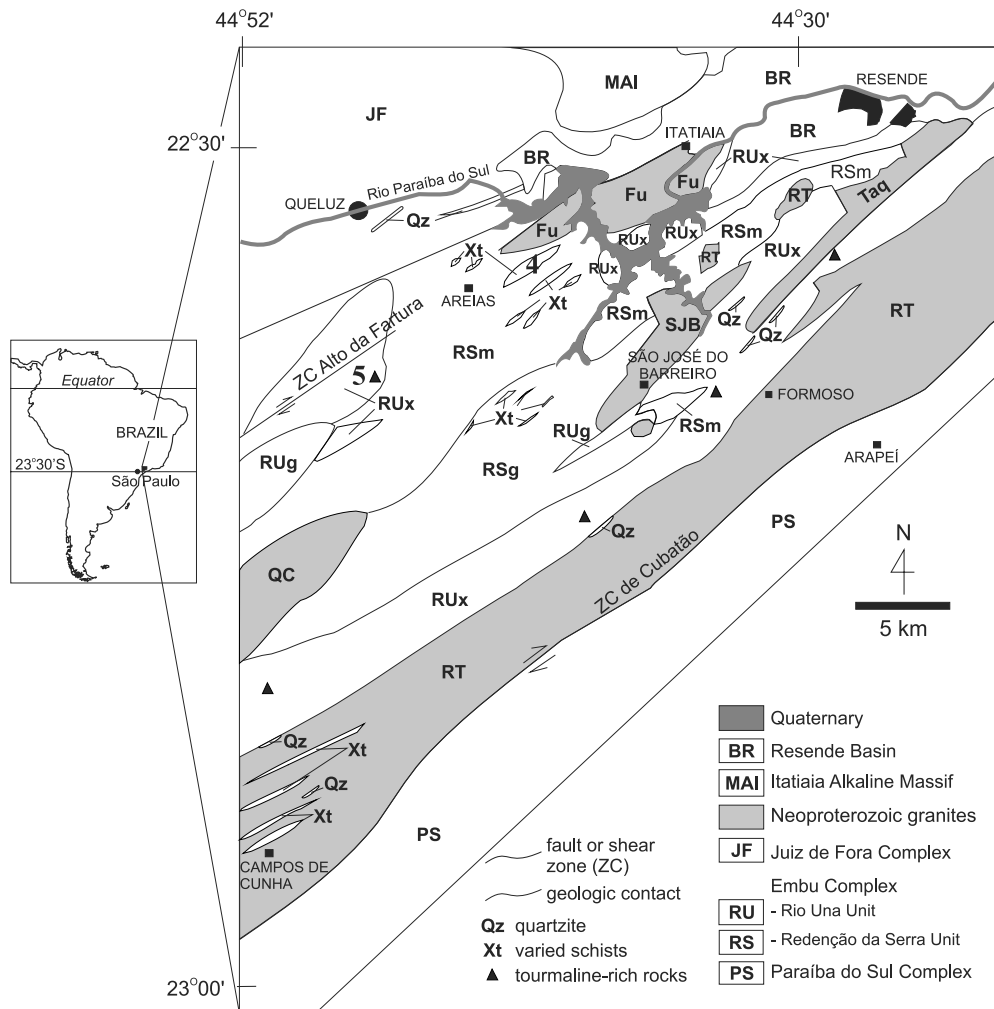 44°52'
44°30'
MAI
BR
RESENDE
JF
ITATIAIA
BR
22°30'
BR
RUx
RSm
Rio Paraíba do Sul
Fu
Fu
Taq
QUELUZ
Qz
RT
Fu
RUx
RUx
RSm
RUx
Xt
4
RUx
RT
Xt
AREIAS
RSm
Qz
RT
SJB
Qz
ZC Alto da Fartura
RSm
SÃO JOSÉ DO
BARREIRO
Equator
5
FORMOSO
BRAZIL
RUx
Xt
RSm
RUg
RUg
RSg
ARAPEÍ
23°30'S
São Paulo
PS
Qz
N
QC
ZC de Cubatão
RUx
5 km
RT
Quaternary
Qz
Xt
BR Resende Basin
MAI Itatiaia Alkaline Massif
Qz
Neoproterozoic granites
Xt
PS
JF Juiz de Fora Complex
fault or shear
zone (ZC)
CAMPOS DE
CUNHA
Embu Complex
geologic contact
RU - Rio Una Unit
Qz quartzite
RS - Redenção da Serra Unit
Xt varied schists
PS Paraíba do Sul Complex
tourmaline-rich rocks
23°00'